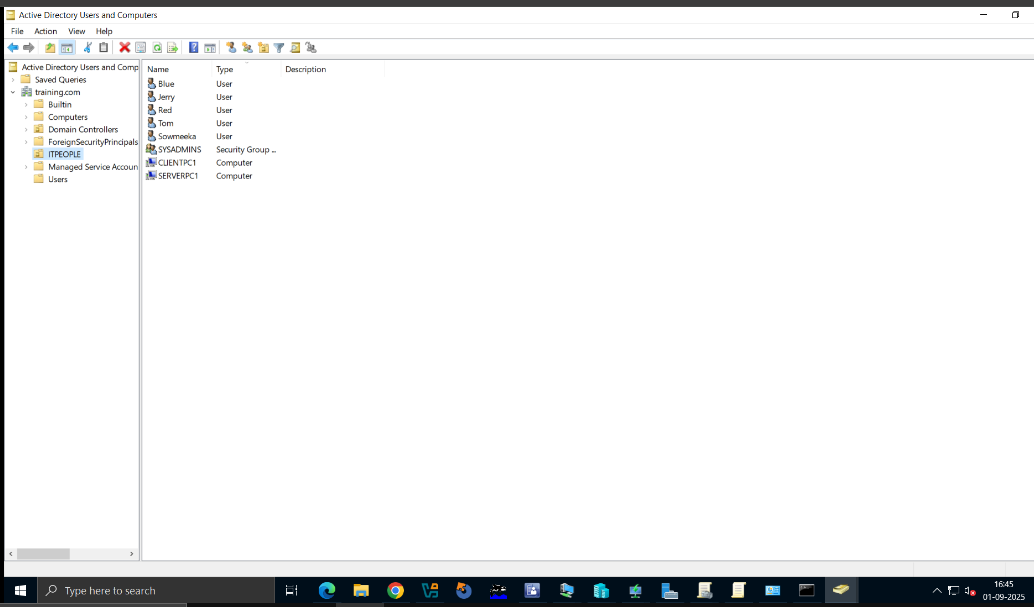 Active Directory Users and Computers
File Action View Help
Active Directory Users and Comp
Saved Queries
training.com
Builtin
Computers
Domain Controllers
ForeignSecurityPrincipals
ITPEOPLE
Managed Service Accoun
Users
Name Type Description
Blue User
Jerry User
Red User
Tom User
Sowmeeka User
SYSADMINS Security Group ...
CLIENTPC1 Computer
SERVERPC1 Computer
Type here to search
16:45
01-09-2025